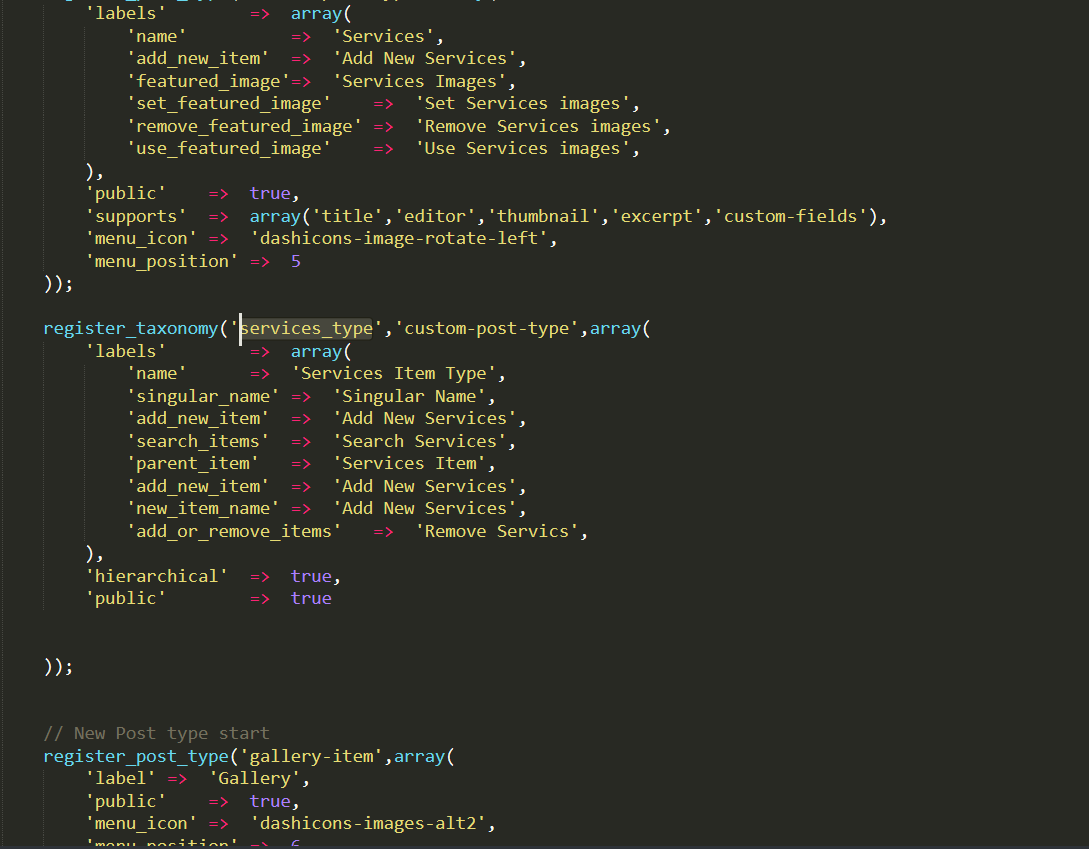 'labels' => array(
'name' => 'Services',
'add_new_item' => 'Add New Services',
'featured_image'=> 'Services Images',
'set_featured_image' => 'Set Services images',
'remove_featured_image' => 'Remove Services images',
'use_featured_image' => 'Use Services images',
),
'public' => true,
'supports' => array('title','editor','thumbnail','excerpt','custom-fields'),
'menu_icon' => 'dashicons-image-rotate-left',
'menu_position' => 5
));
register_taxonomy('services_type','custom-post-type',array(
'labels' => array(
'name' => 'Services Item Type',
'singular_name' => 'Singular Name',
'add_new_item' => 'Add New Services',
'search_items' => 'Search Services',
'parent_item' => 'Services Item',
'add_new_item' => 'Add New Services',
'new_item_name' => 'Add New Services',
'add_or_remove_items' => 'Remove Servics',
),
'hierarchical' => true,
'public' => true
));
// New Post type start
register_post_type('gallery-item',array(
'label' => 'Gallery',
'public' => true,
'menu_icon' => 'dashicons-images-alt2',
'menu_position' => 6